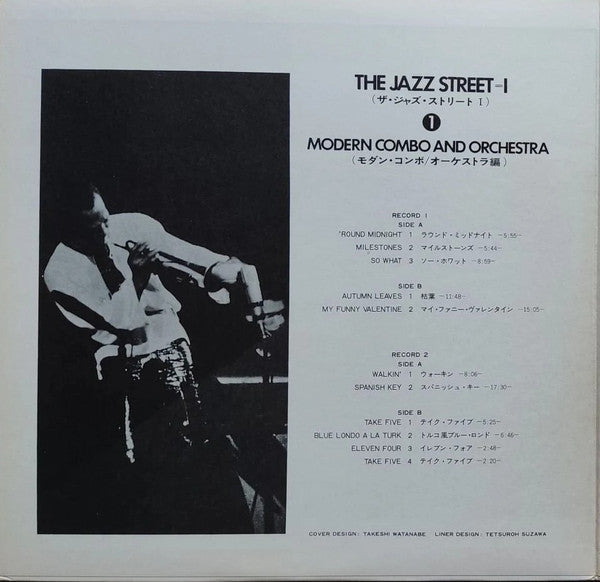 THE JAZZ STREET-I
(ザ・ジャズ・ストリート I)
1
MODERN COMBO AND ORCHESTRA
(モダン・コンボ/オーケストラ編)
RECORD 1
SIDE A
'ROUND MIDNIGHT 1 ラウンド・ミッドナイト —5:55—
MILESTONES 2 マイルストーンズ —5:44—
SO WHAT 3 ソー・ホワット —8:59—
SIDE B
AUTUMN LEAVES 1 枯葉 —11:48—
MY FUNNY VALENTINE 2 マイ・ファニー・ヴァレンタイン —15:05—
RECORD 2
SIDE A
WALKIN' 1 ウォーキン —8:06—
SPANISH KEY 2 スパニッシュ・キー —17:30—
SIDE B
TAKE FIVE 1 テイク・ファイブ —5:25—
BLUE LONDO A LA TURK 2 トルコ風ブルー・ロンド —6:46—
ELEVEN FOUR 3 イレブン・フォア —2:48—
TAKE FIVE 4 テイク・ファイブ —2:20—
COVER DESIGN: TAKESHI WATANABE LINER DESIGN: TETSUROH SUZAWA